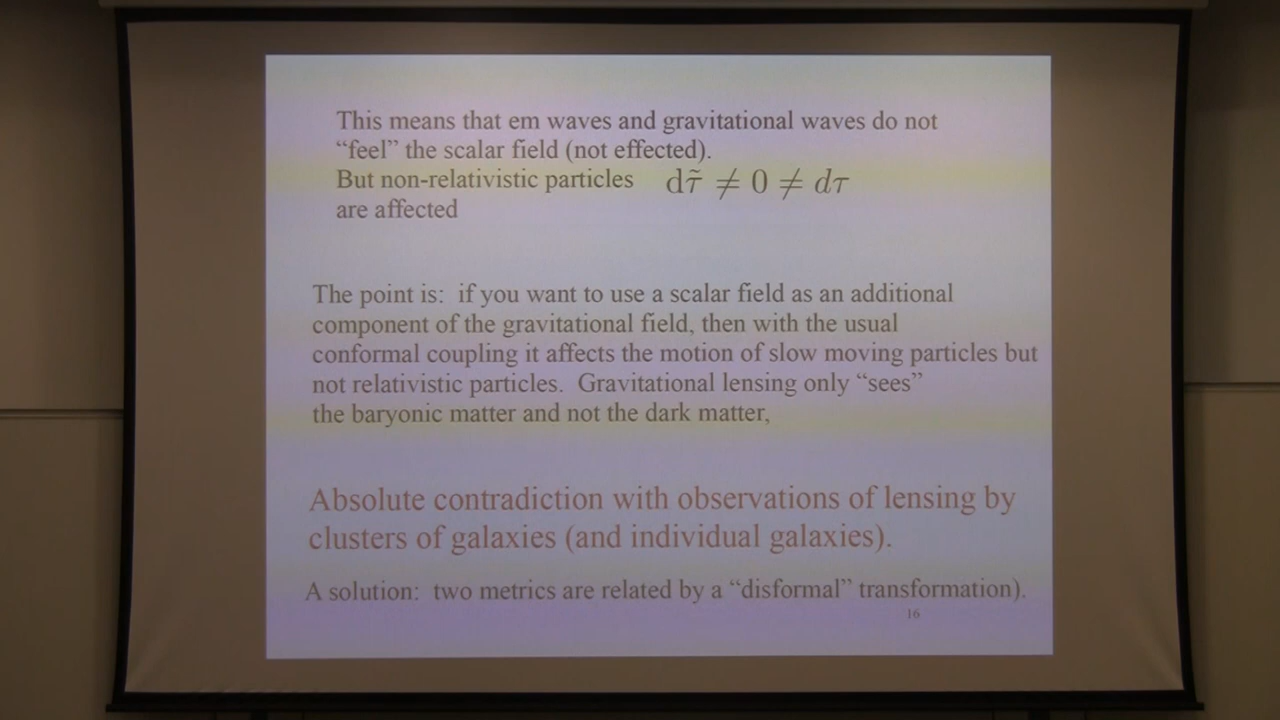 This means that em waves and gravitational waves do not
“feel” the scalar field (not effected).
But non-relativistic particles d\tilde{τ} ≠ 0 ≠ dτ
are affected
The point is: if you want to use a scalar field as an additional
component of the gravitational field, then with the usual
conformal coupling it affects the motion of slow moving particles but
not relativistic particles. Gravitational lensing only “sees”
the baryonic matter and not the dark matter,
Absolute contradiction with observations of lensing by
clusters of galaxies (and individual galaxies).
A solution: two metrics are related by a “disformal” transformation).
16